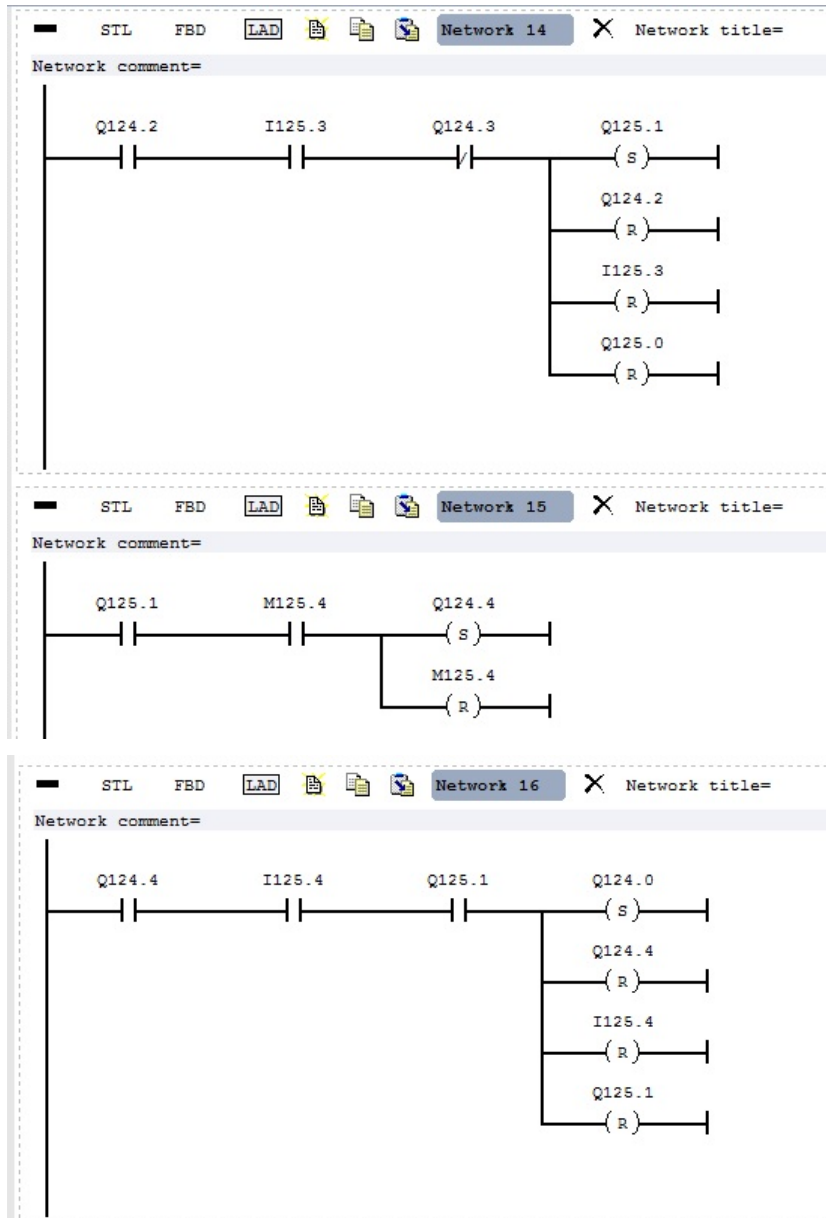 STL FBD LAD Network 14 Network title=
Network comment=
Q124.2 I125.3 Q124.3 Q125.1
/ S
Q124.2
R
I125.3
R
Q125.0
R
STL FBD LAD Network 15 Network title=
Network comment=
Q125.1 M125.4 Q124.4
S
M125.4
R
STL FBD LAD Network 16 Network title=
Network comment=
Q124.4 I125.4 Q125.1 Q124.0
S
Q124.4
R
I125.4
R
Q125.1
R